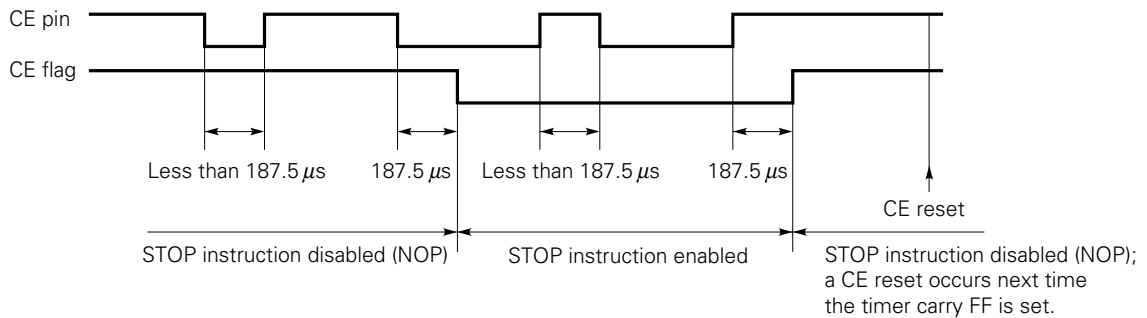 CE pin
CE flag
Less than 187.5 μs
187.5 μs
Less than 187.5 μs
187.5 μs
CE reset
STOP instruction disabled (NOP)
STOP instruction enabled
STOP instruction disabled (NOP);
a CE reset occurs next time
the timer carry FF is set.